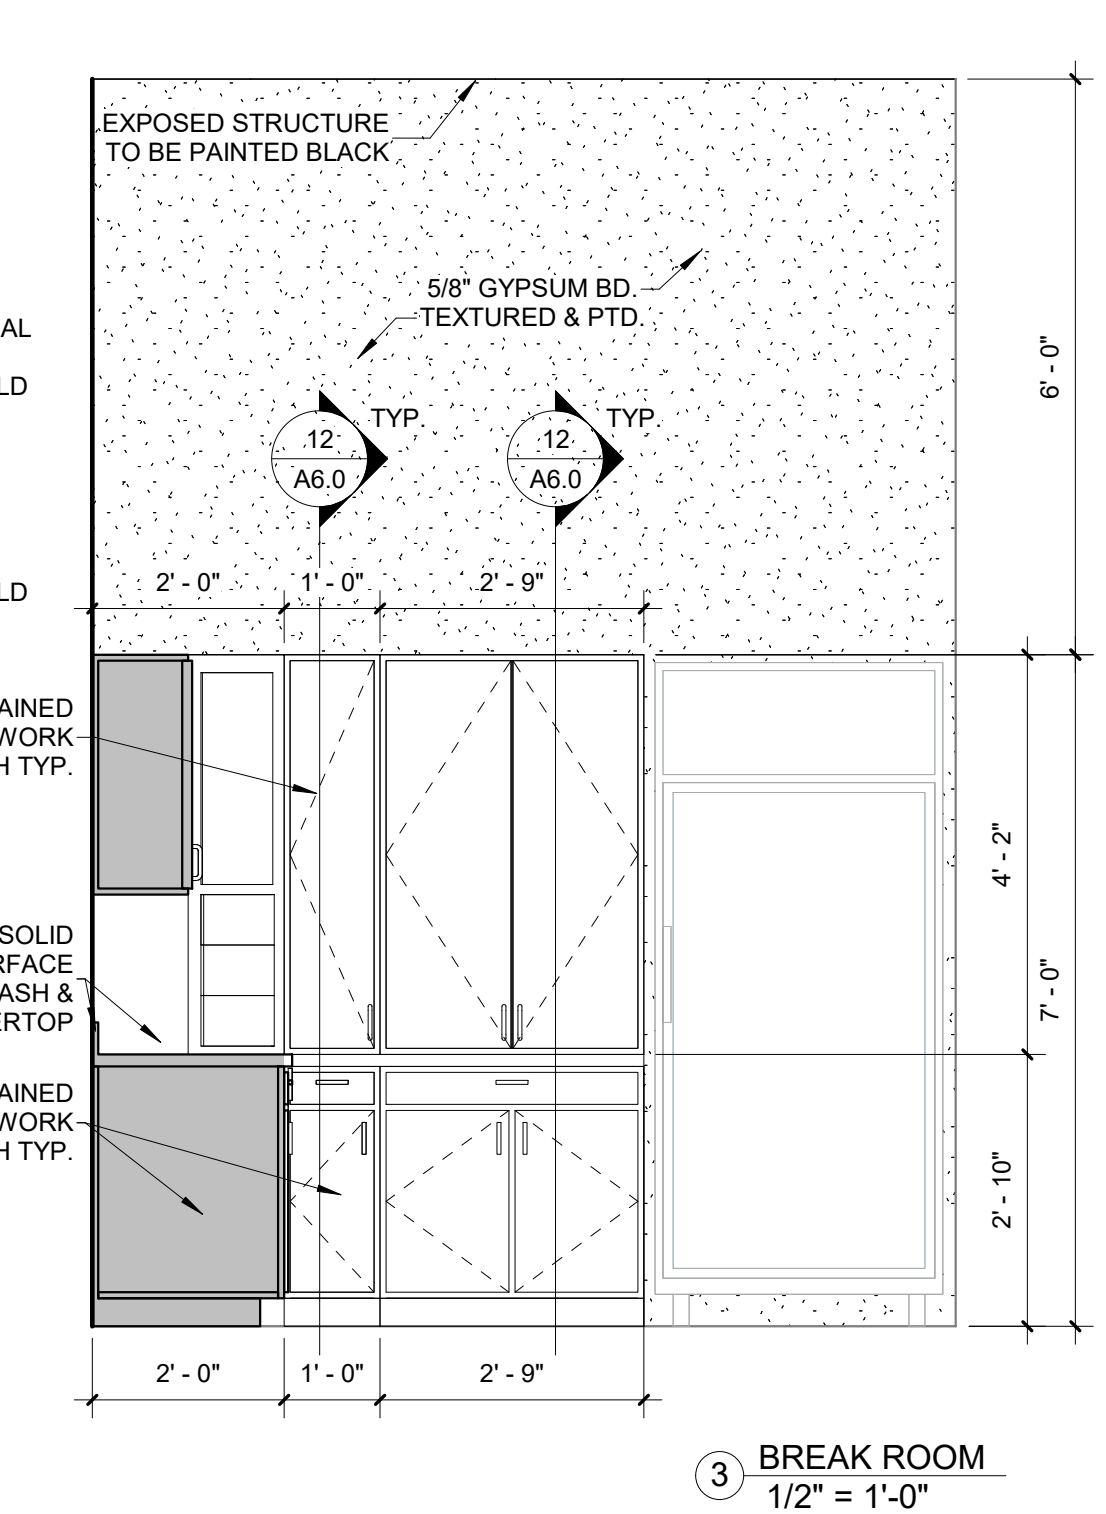 EXPOSED STRUCTURE
TO BE PAINTED BLACK
5/8" GYPSUM BD.
TEXTURED & PTD.
AL
LD
6' - 0"
TYP.
TYP.
12
A6.0
12
A6.0
LD
2' - 0"
1' - 0"
2' - 9"
AINED
WORK
H TYP.
4' - 2"
SOLID
RFACE
ASH &
ERTOP
7' - 0"
AINED
WORK
H TYP.
2' - 10"
2' - 0"
1' - 0"
2' - 9"
3
BREAK ROOM
1/2" = 1'-0"